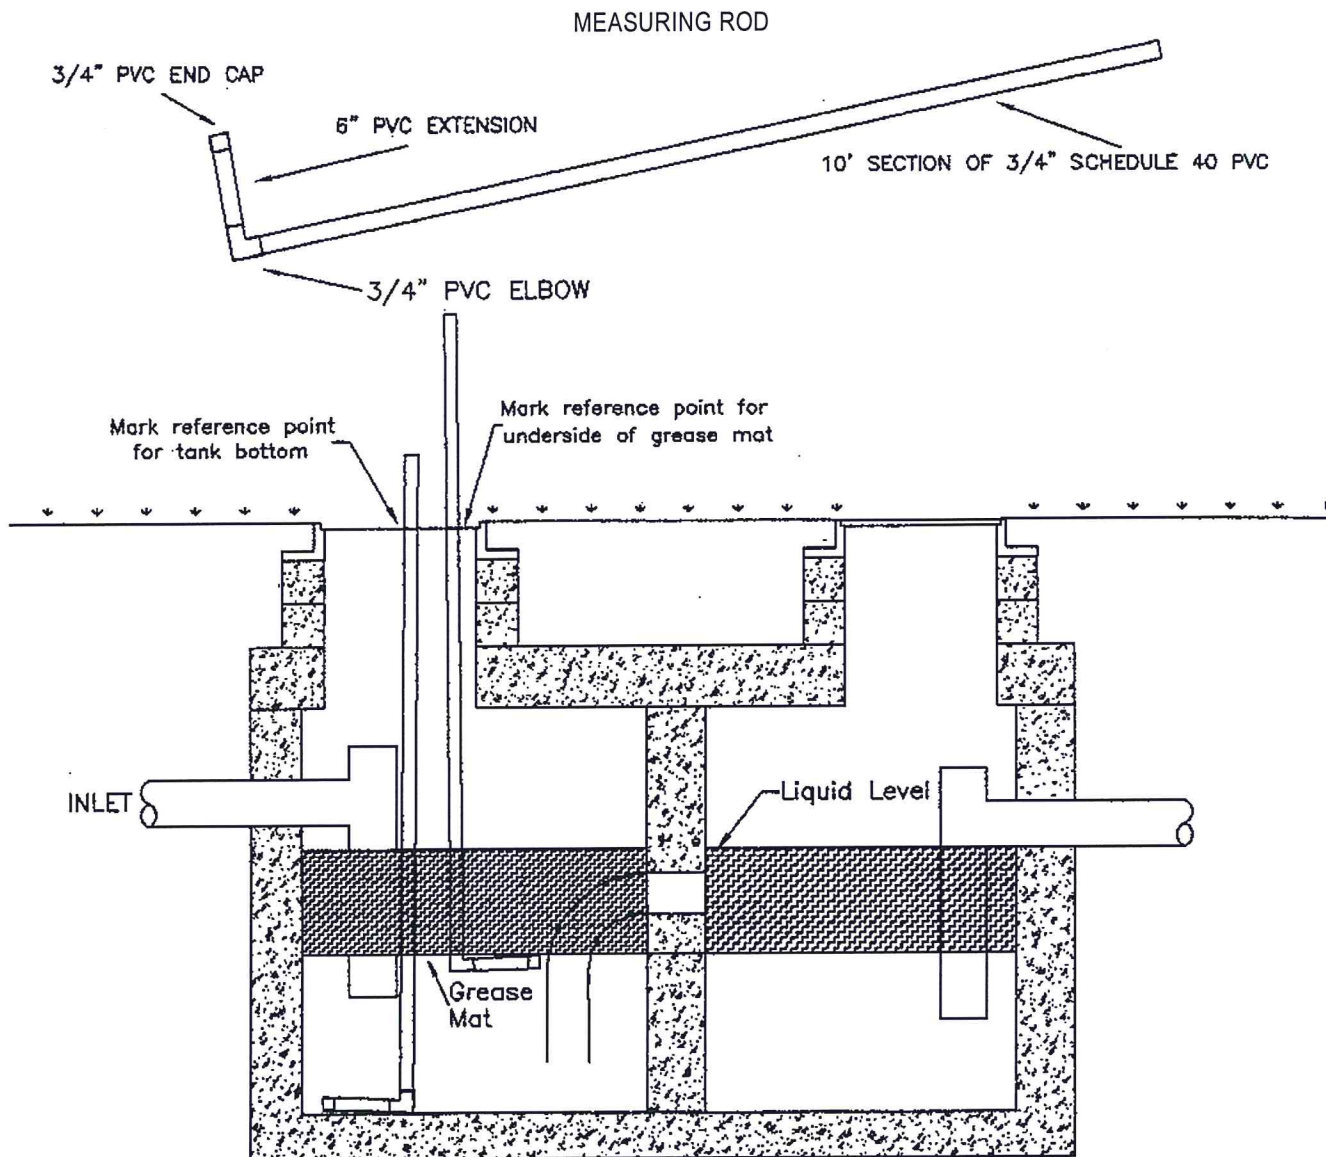 MEASURING ROD
3/4" PVC END CAP
6" PVC EXTENSION
10' SECTION OF 3/4" SCHEDULE 40 PVC
3/4" PVC ELBOW
Mark reference point
for tank bottom
Mark reference point for
underside of grease mat
INLET
Liquid Level
Grease
Mat